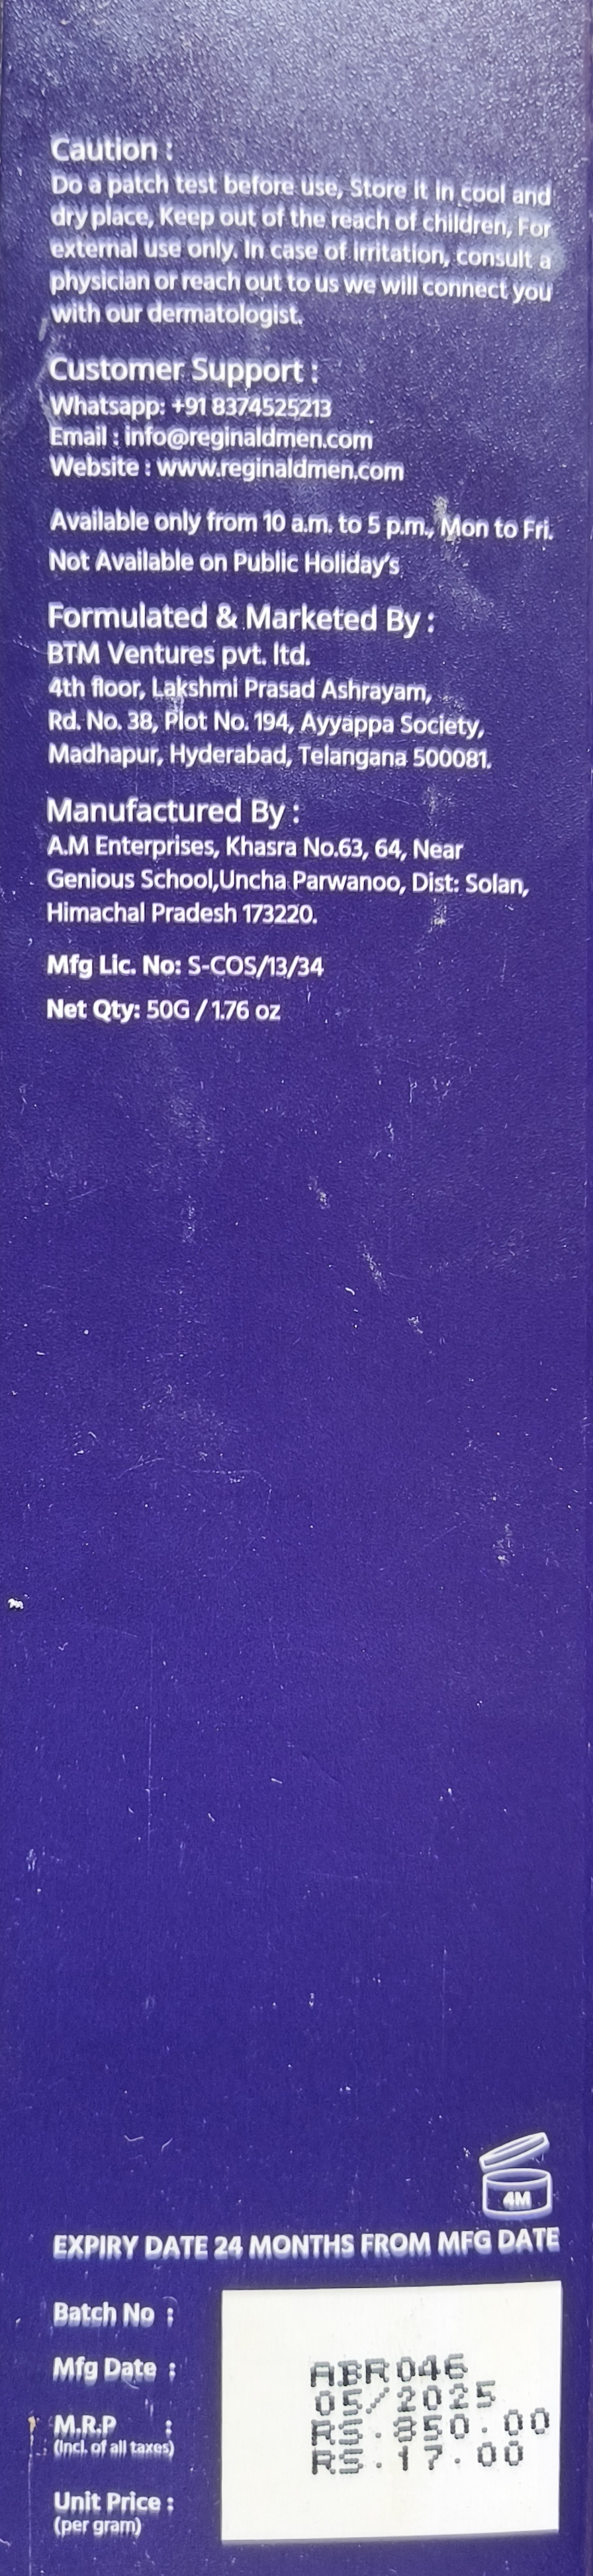 Caution :
Do a patch test before use, Store it in cool and
dry place, Keep out of the reach of children, For
external use only. In case of Irritation, consult a
physician or reach out to us we will connect you
with our dermatologist.
Customer Support :
Whatsapp: +91 8374525213
Email : info@reginaldmen.com
Website : www.reginaldmen.com
Available only from 10 a.m. to 5 p.m., Mon to Fri.
Not Available on Public Holiday's
Formulated & Marketed By :
BTM Ventures pvt. ltd.
4th floor, Lakshmi Prasad Ashrayam,
Rd. No. 38, Plot No. 194, Ayyappa Society,
Madhapur, Hyderabad, Telangana 500081.
Manufactured By :
A.M Enterprises, Khasra No.63, 64, Near
Genious School,Uncha Parwanoo, Dist: Solan,
Himachal Pradesh 173220.
Mfg Lic. No: S-COS/13/34
Net Qty: 50G / 1.76 oz
4M
EXPIRY DATE 24 MONTHS FROM MFG DATE
Batch No :
Mfg Date :
M.R.P :
(Incl. of all taxes)
Unit Price :
(per gram)
ABR046
05/2025
RS.850.00
RS.17.00